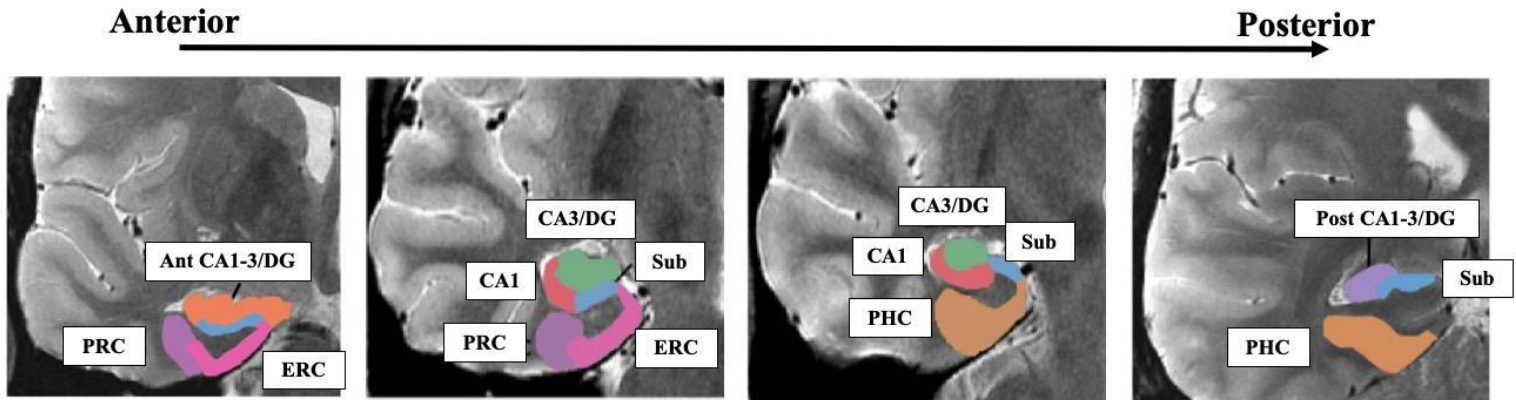 Anterior
Posterior
Ant CA1-3/DG
PRC
ERC
CA3/DG
CA1
Sub
PRC
ERC
CA3/DG
CA1
Sub
PHC
Post CA1-3/DG
Sub
PHC